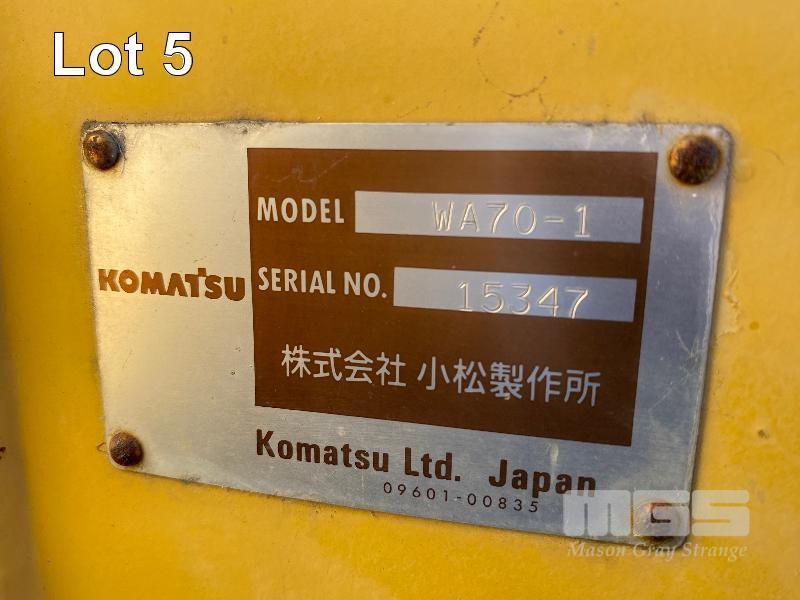 Lot 5
MODEL WA70-1
KOMATSU
SERIAL NO. 15347
株式会社 小松製作所
Komatsu Ltd. Japan
09601-00835
MGS
Mason Gray Strange